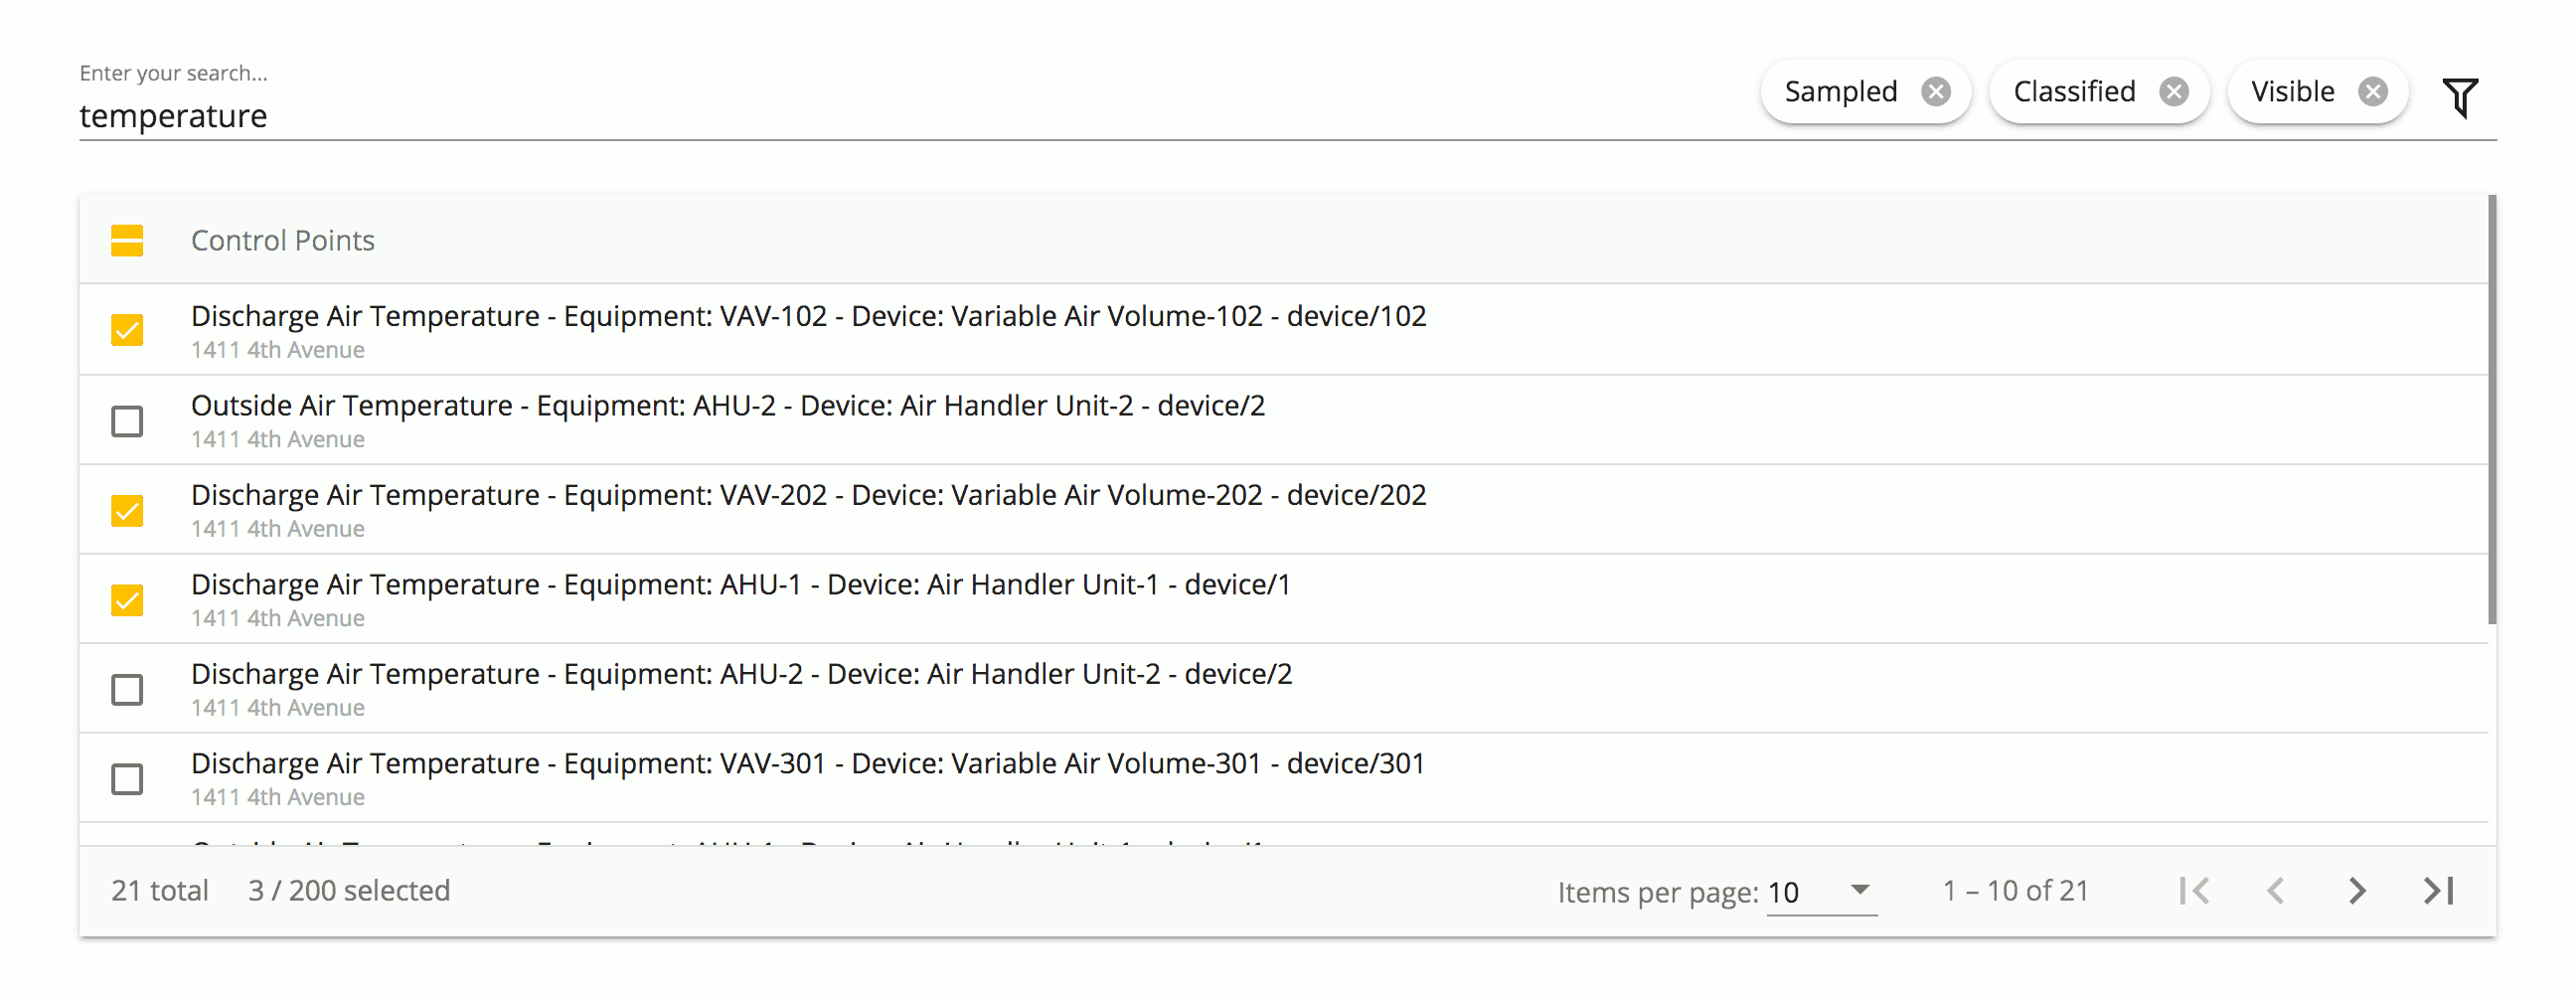 Enter your search...
temperature
Sampled
Classified
Visible
Control Points
Discharge Air Temperature - Equipment: VAV-102 - Device: Variable Air Volume-102 - device/102
1411 4th Avenue
Outside Air Temperature - Equipment: AHU-2 - Device: Air Handler Unit-2 - device/2
1411 4th Avenue
Discharge Air Temperature - Equipment: VAV-202 - Device: Variable Air Volume-202 - device/202
1411 4th Avenue
Discharge Air Temperature - Equipment: AHU-1 - Device: Air Handler Unit-1 - device/1
1411 4th Avenue
Discharge Air Temperature - Equipment: AHU-2 - Device: Air Handler Unit-2 - device/2
1411 4th Avenue
Discharge Air Temperature - Equipment: VAV-301 - Device: Variable Air Volume-301 - device/301
1411 4th Avenue
21 total 3 / 200 selected Items per page: 10 1 – 10 of 21